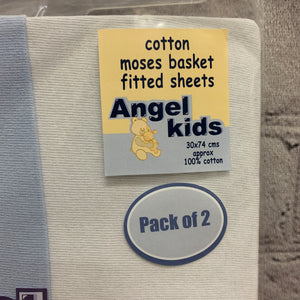 cotton
moses basket
fitted sheets
Angel
kids
30x74 cms
approx
100% cotton
Pack of 2